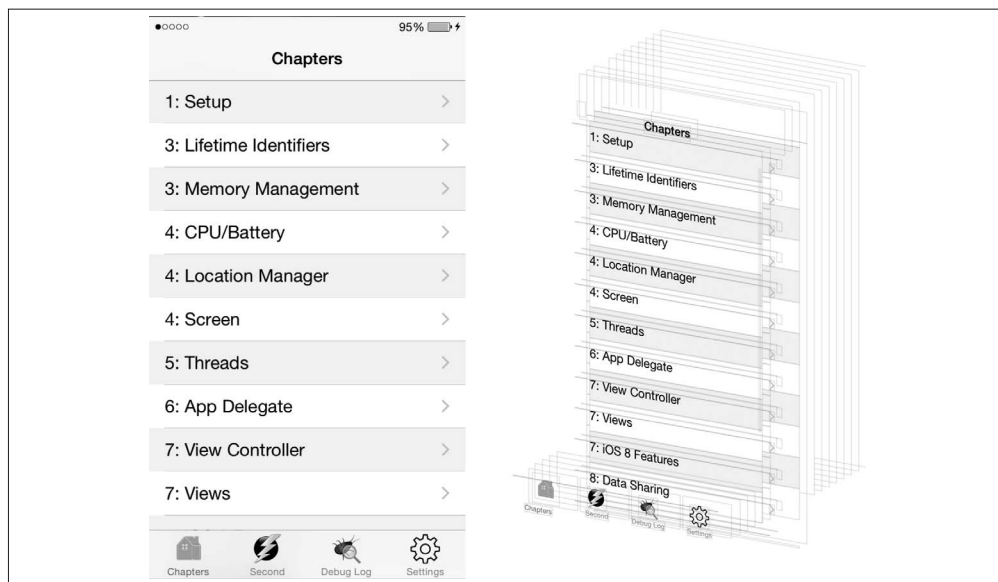 95%
Chapters
1: Setup
3: Lifetime Identifiers
3: Memory Management
4: CPU/Battery
4: Location Manager
4: Screen
5: Threads
6: App Delegate
7: View Controller
7: Views
Chapters
Second
Debug Log
Settings
Chapters
1: Setup
3: Lifetime Identifiers
3: Memory Management
4: CPU/Battery
4: Location Manager
4: Screen
5: Threads
6: App Delegate
7: View Controller
7: Views
7: iOS 8 Features
8: Data Sharing
Chapters
Second
Debug Log
Settings